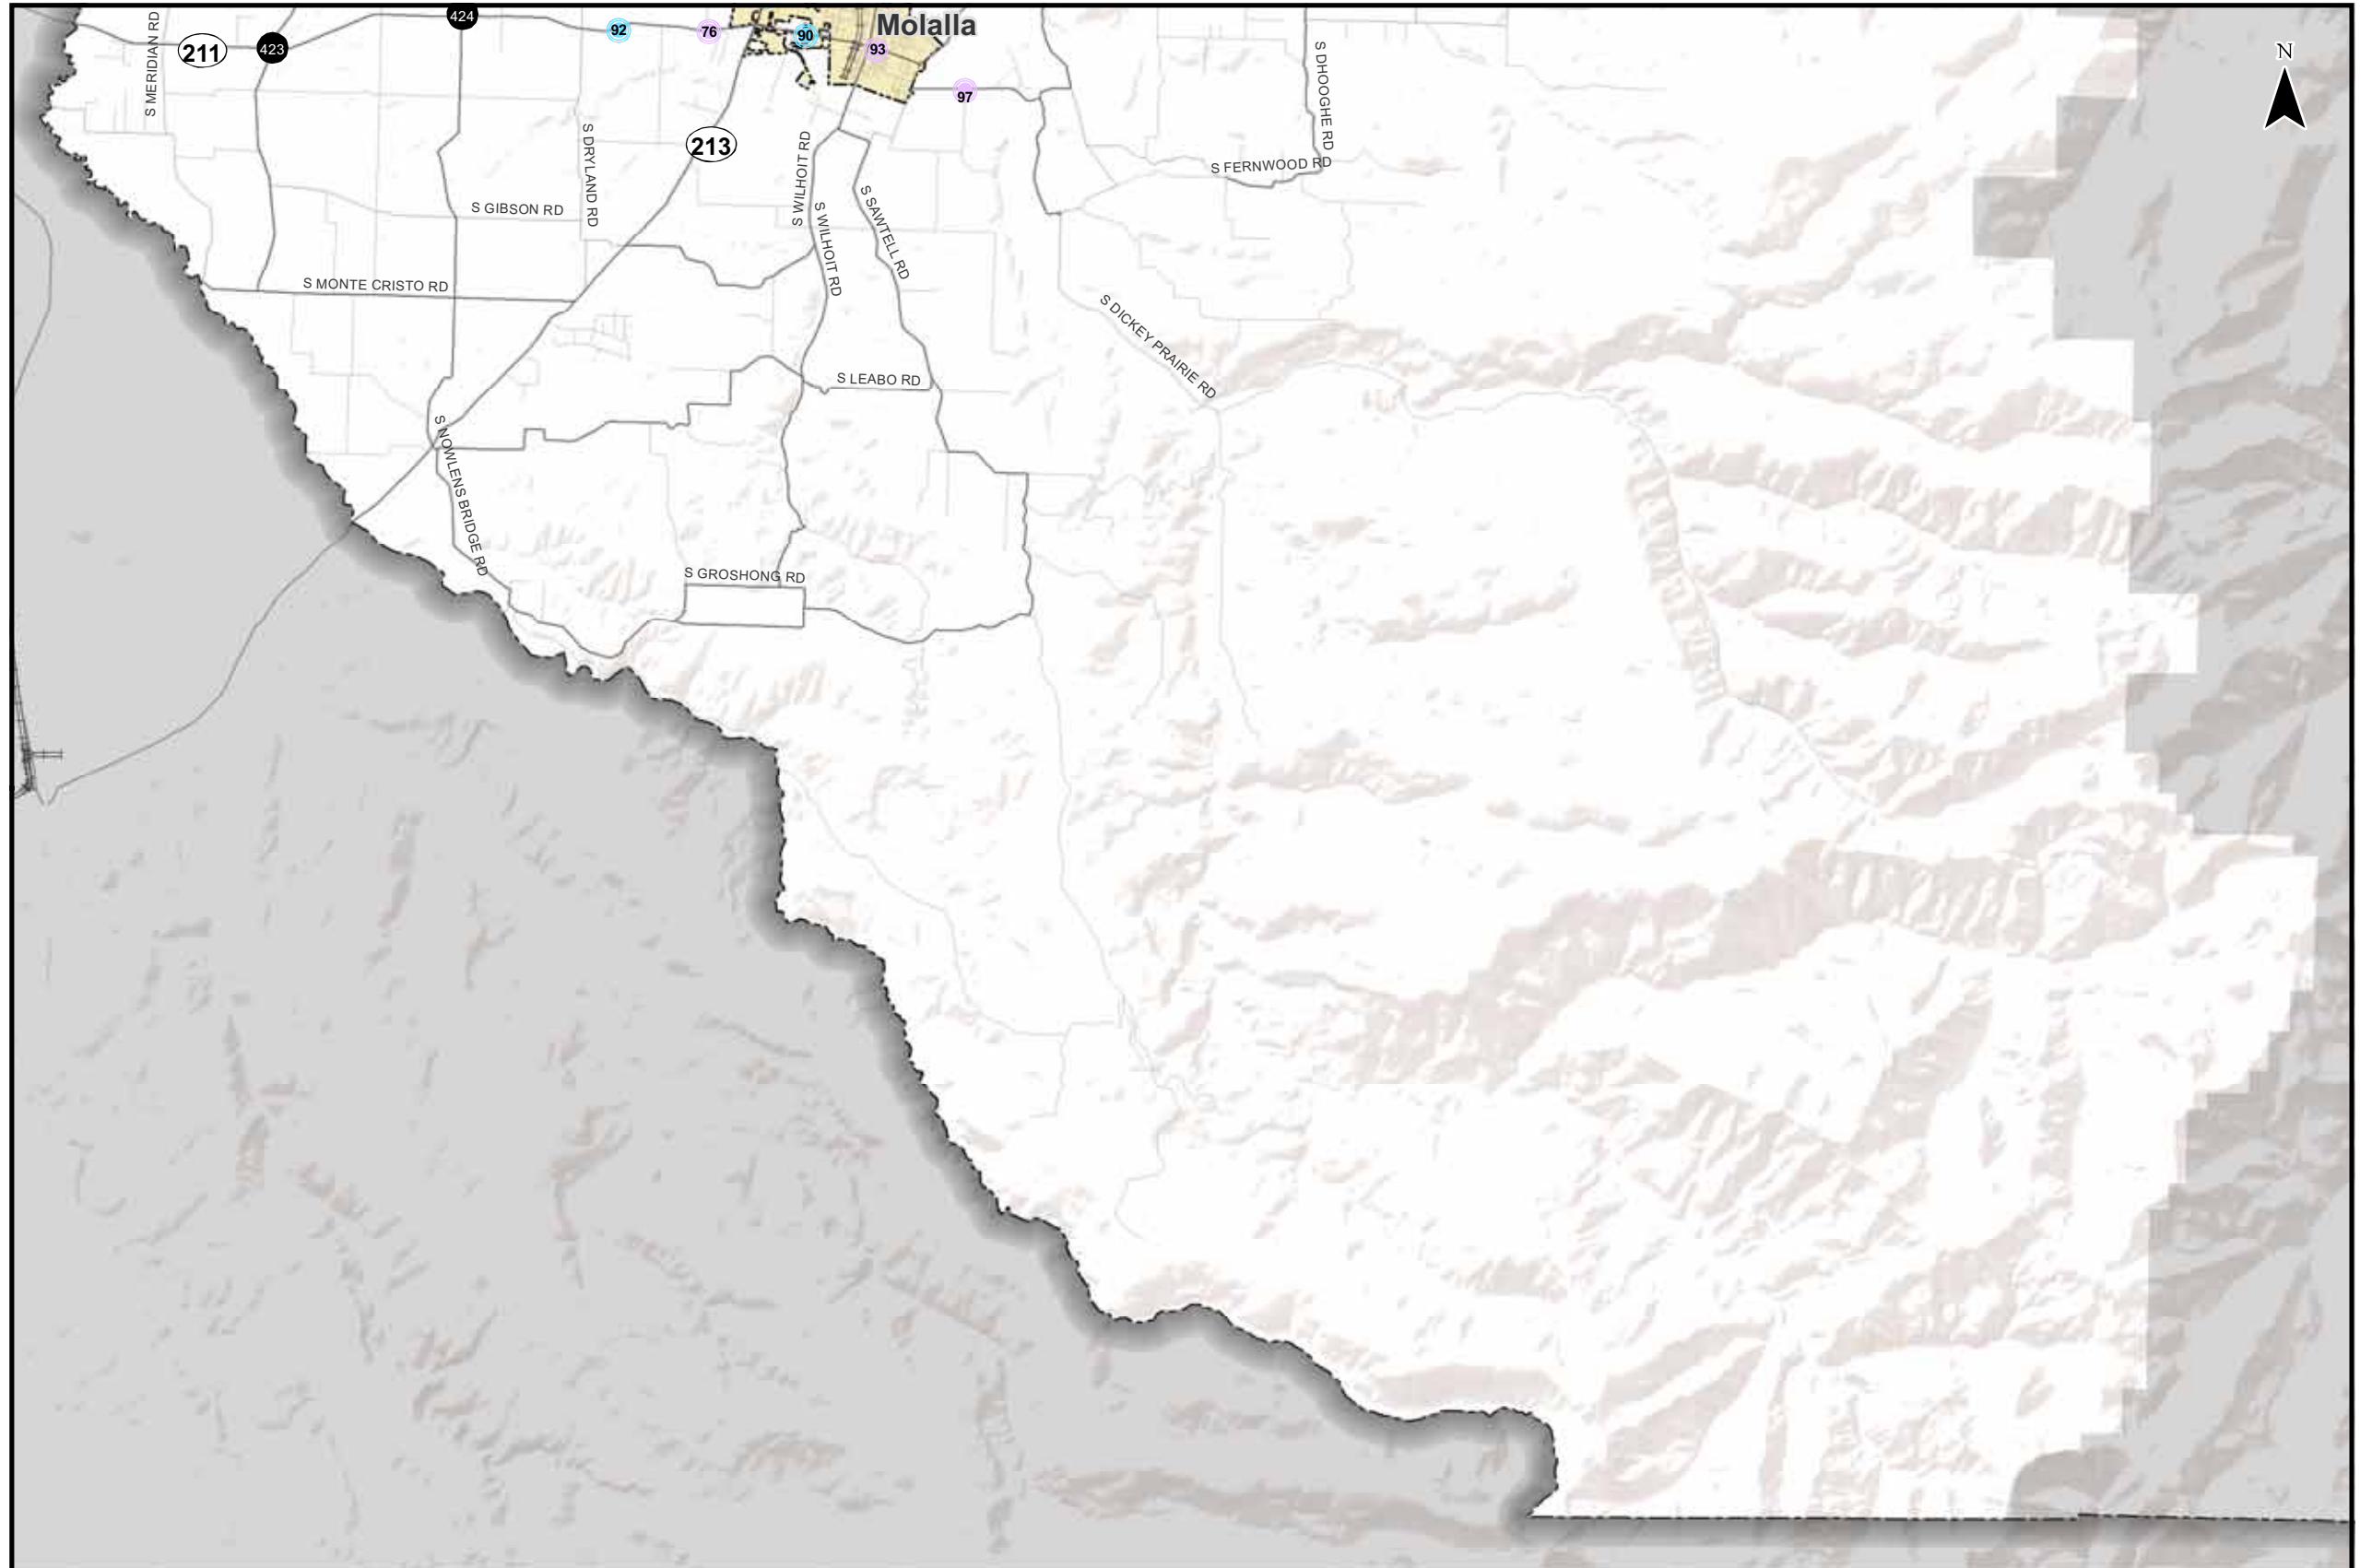 424
92
76
90
Molalla
93
211
423
S MERIDIAN RD
N
97
S DHOOGHE RD
213
S DRYLAND RD
S WILHOIT RD
S FERNWOOD RD
S GIBSON RD
S WILHOIT RD
S SAWTELL RD
S MONTE CRISTO RD
S DICKEY PRAIRIE RD
S LEABO RD
S NOWLENS BRIDGE RD
S GROSHONG RD